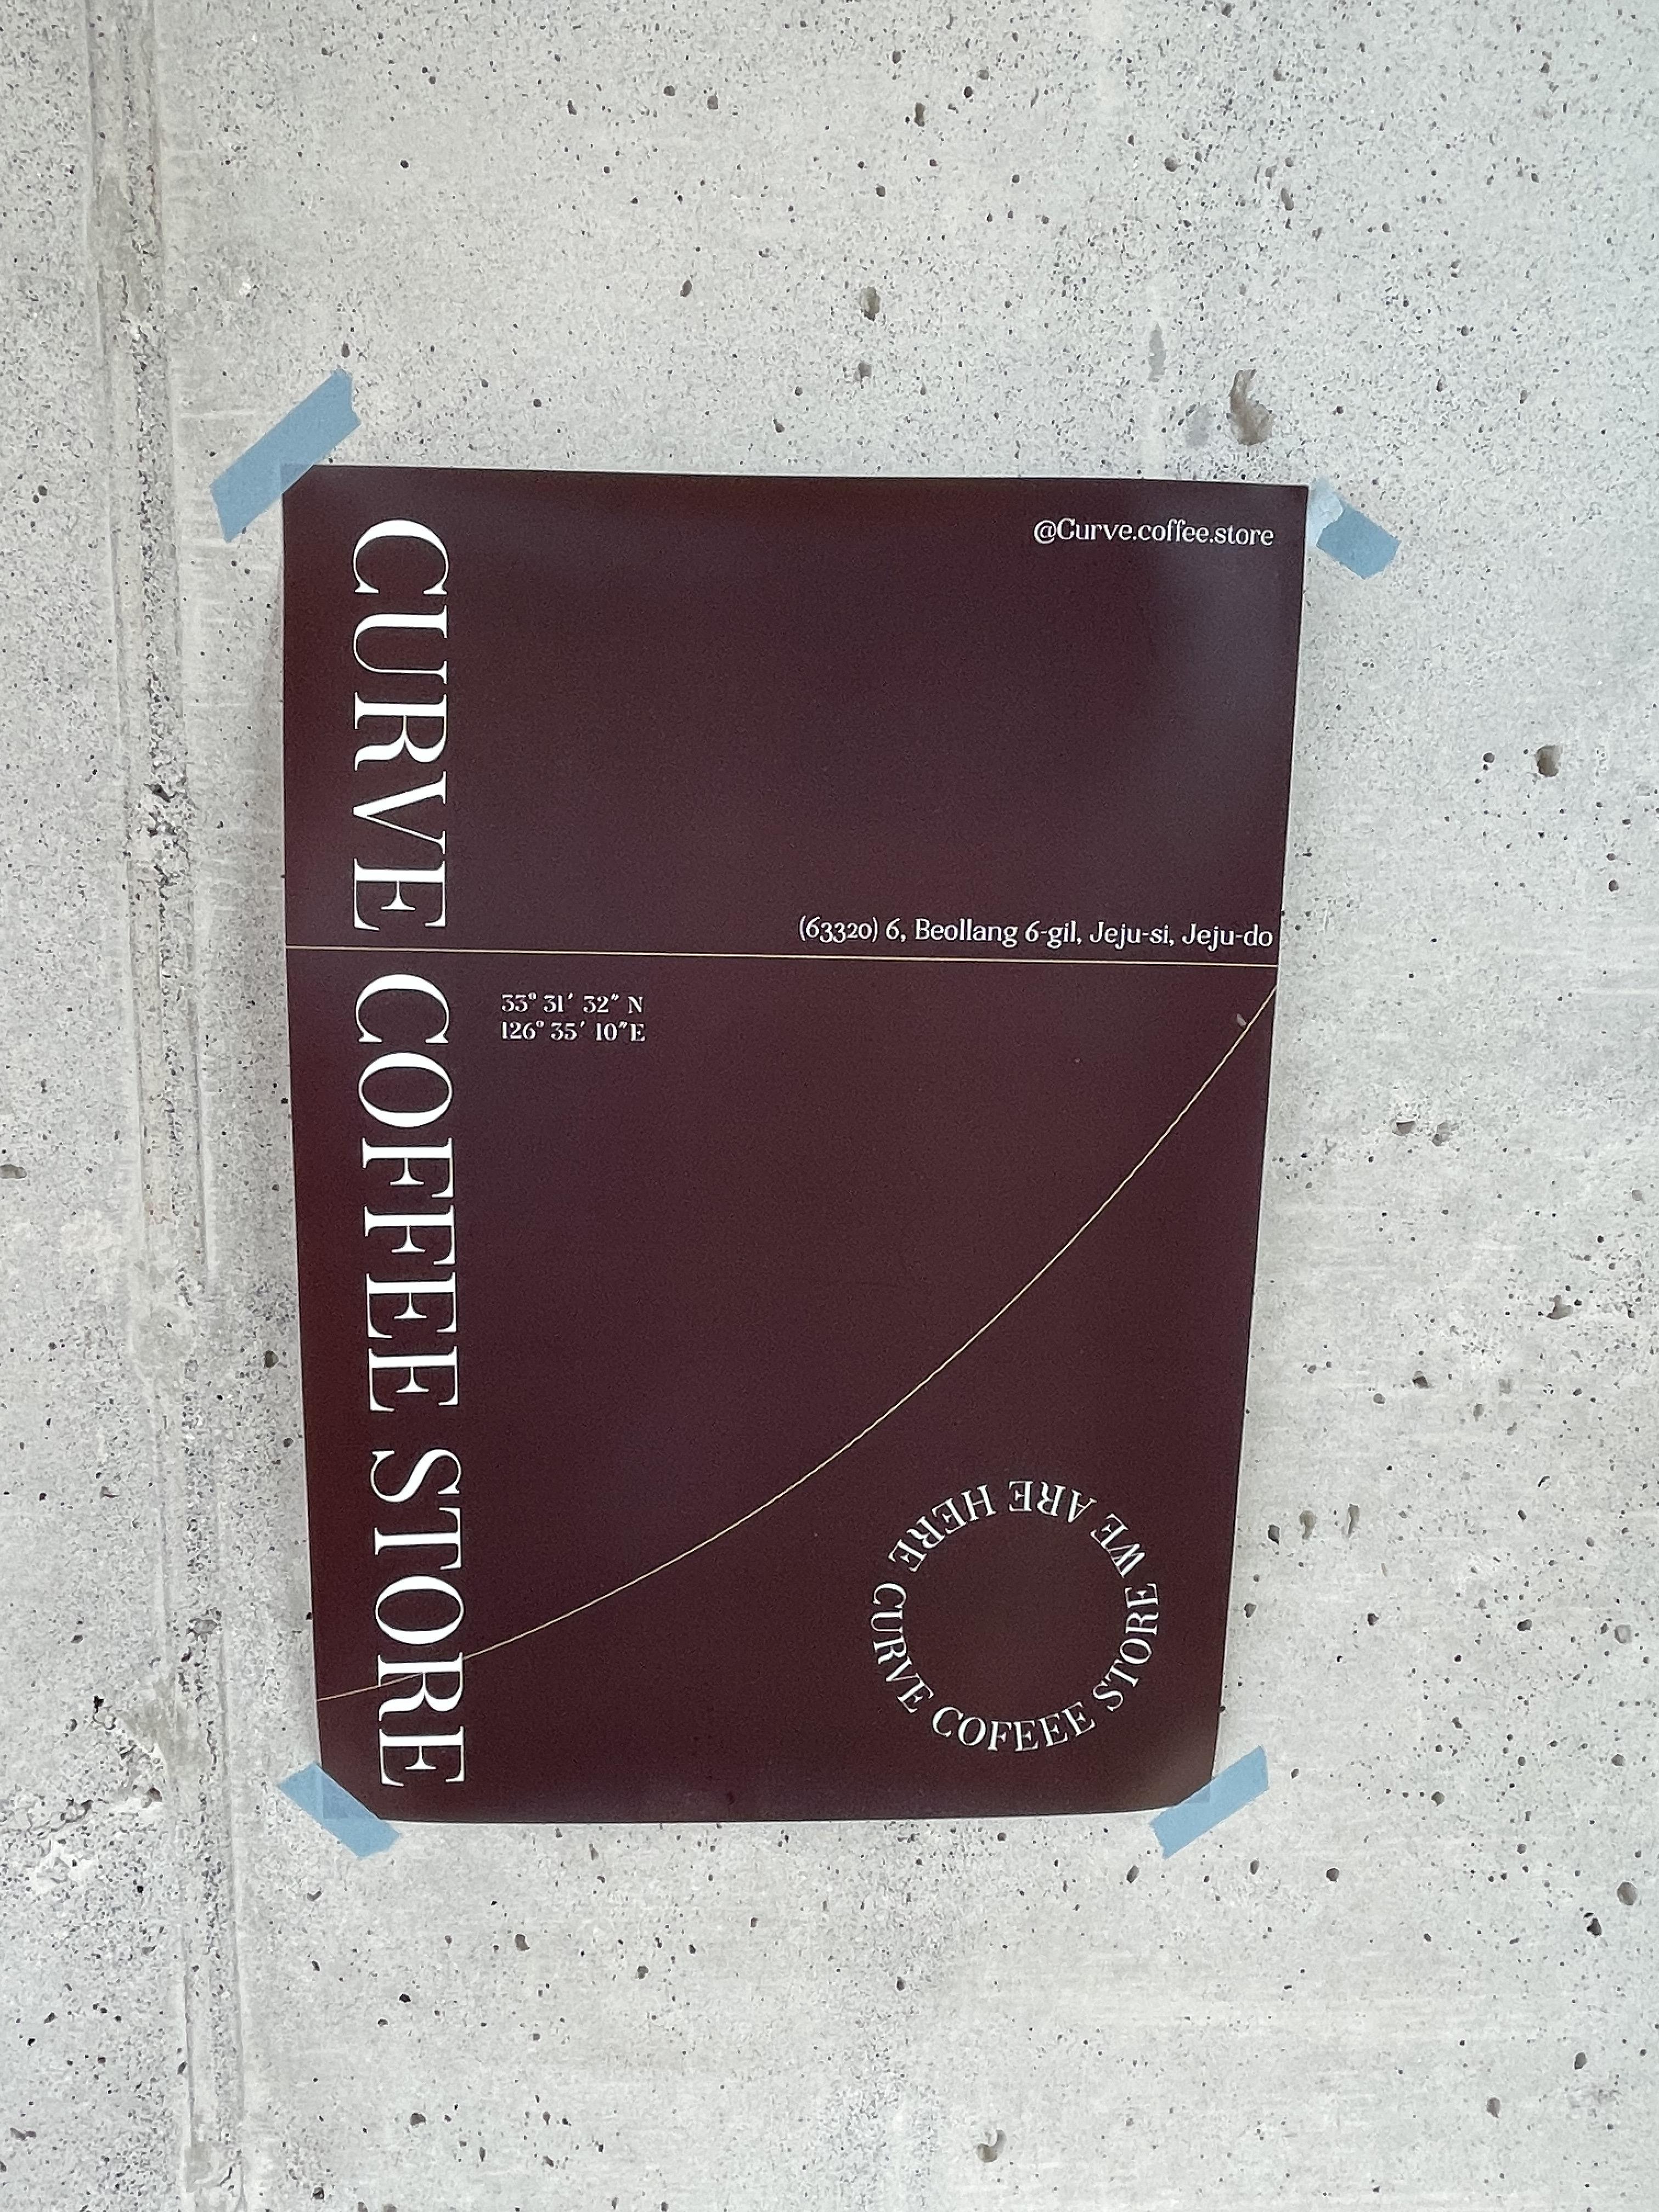 @Curve.coffee.store
CURVE COFFEE STORE
(63320) 6, Beollang 6-gil, Jeju-si, Jeju-do
33° 31′ 32″ N
126° 35′ 10″E
WE ARE HERE
CURVE COFEEE STORE